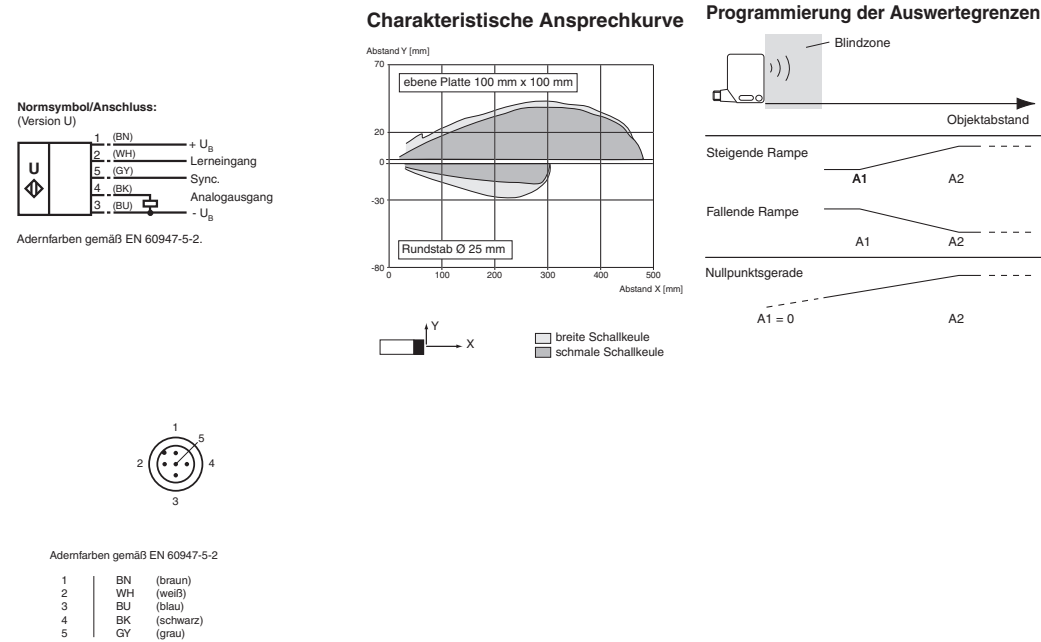 Normsymbol/Anschluss:
(Version U)
U
1 (BN)
+ U_B
2 (WH)
Lerneingang
5 (GY)
Sync.
4 (BK)
Analogausgang
3 (BU)
- U_B
Adernfarben gemäß EN 60947-5-2.
1
5
2
4
3
Adernfarben gemäß EN 60947-5-2
1 BN (braun)
2 WH (weiß)
3 BU (blau)
4 BK (schwarz)
5 GY (grau)
Charakteristische Ansprechkurve
Abstand Y [mm]
70
ebene Platte 100 mm x 100 mm
20
0
-30
Rundstab Ø 25 mm
-80
0 100 200 300 400 500
Abstand X [mm]
Y
X
breite Schallkeule
schmale Schallkeule
Programmierung der Auswertegrenzen
Blindzone
Objektabstand
Steigende Rampe
A1 A2
Fallende Rampe
A1 A2
Nullpunktsgerade
A1 = 0 A2